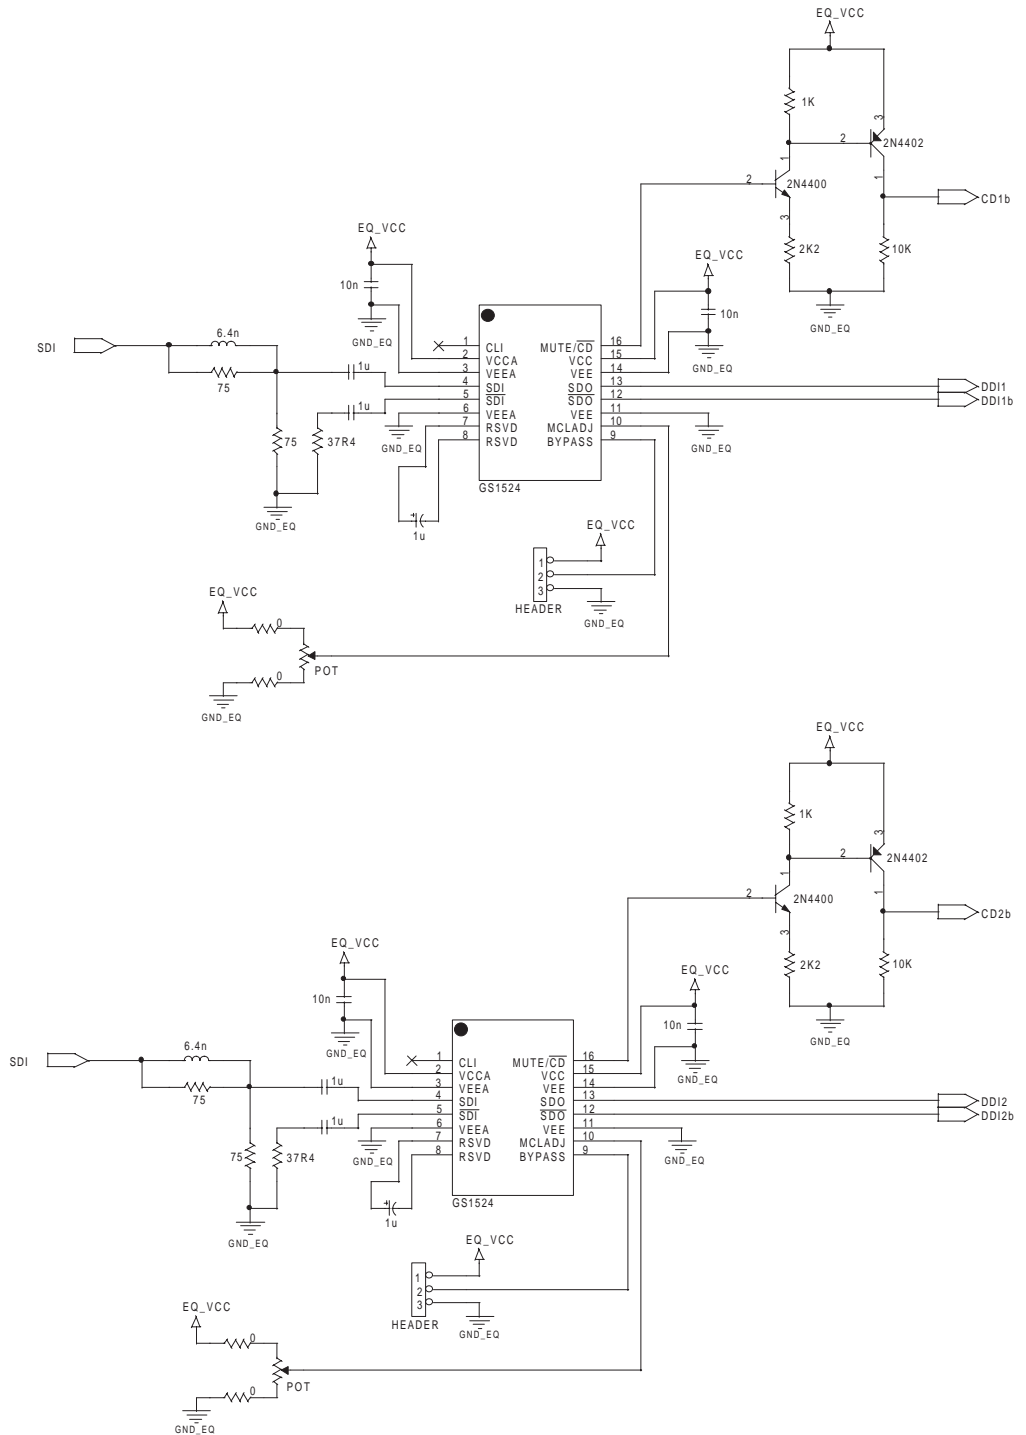 EQ_VCC
1K
3
2
2N4402
1
2
2N4400
1
CD1b
3
2K2
10K
GND_EQ
EQ_VCC
10n
GND_EQ
EQ_VCC
10n
GND_EQ
SDI
6.4n
75
1u
1u
75
37R4
GND_EQ
GND_EQ
1 CLI MUTE/CD 16
2 VCCA VCC 15
3 VEEA VEE 14
4 SDI SDO 13
5 SDI SDO 12
6 VEEA VEE 11
7 RSVD MCLADJ 10
8 RSVD BYPASS 9
GS1524
DDI1
DDI1b
GND_EQ
+
1u
EQ_VCC
1
2
3
HEADER
GND_EQ
EQ_VCC
0
POT
0
GND_EQ
EQ_VCC
1K
3
2
2N4402
1
2
2N4400
1
CD2b
3
2K2
10K
GND_EQ
EQ_VCC
10n
GND_EQ
EQ_VCC
10n
GND_EQ
SDI
6.4n
75
1u
1u
75
37R4
GND_EQ
GND_EQ
1 CLI MUTE/CD 16
2 VCCA VCC 15
3 VEEA VEE 14
4 SDI SDO 13
5 SDI SDO 12
6 VEEA VEE 11
7 RSVD MCLADJ 10
8 RSVD BYPASS 9
GS1524
DDI2
DDI2b
GND_EQ
+
1u
EQ_VCC
1
2
3
HEADER
GND_EQ
EQ_VCC
0
POT
0
GND_EQ